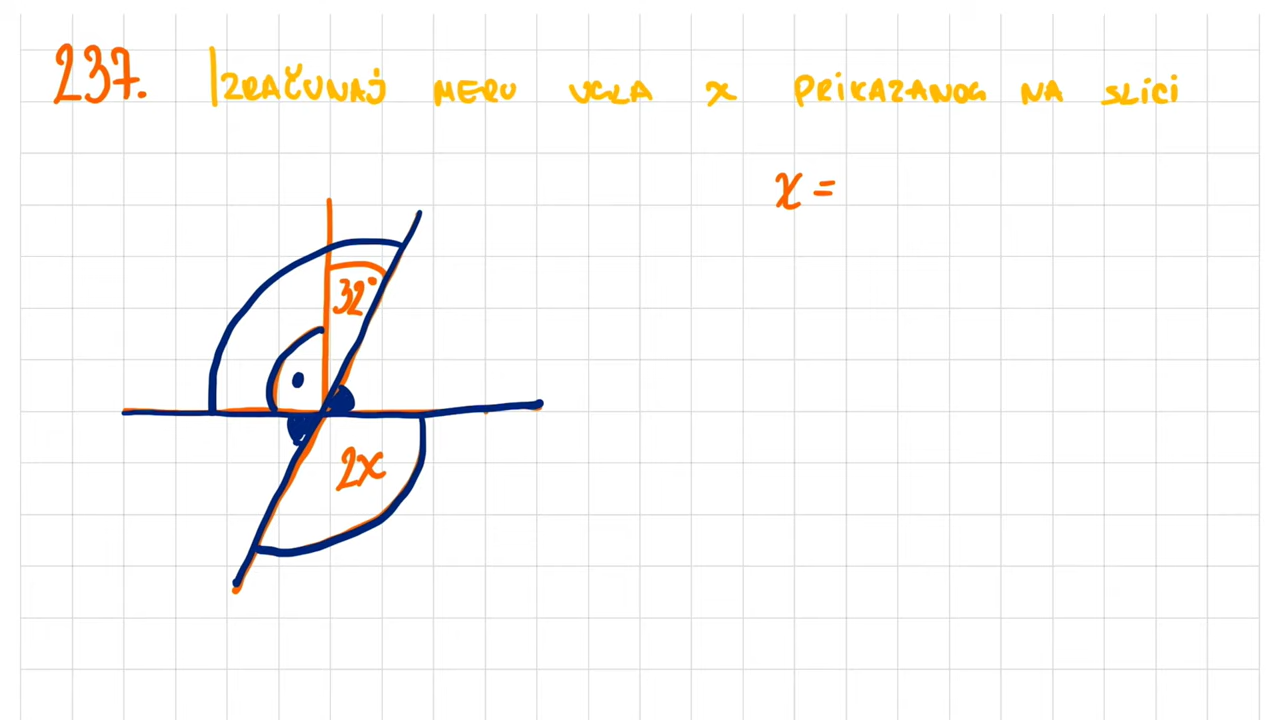 237. IZRAČUNAJ MERU UGLA x PRIKAZANOG NA SLICI
x =
32°
2x